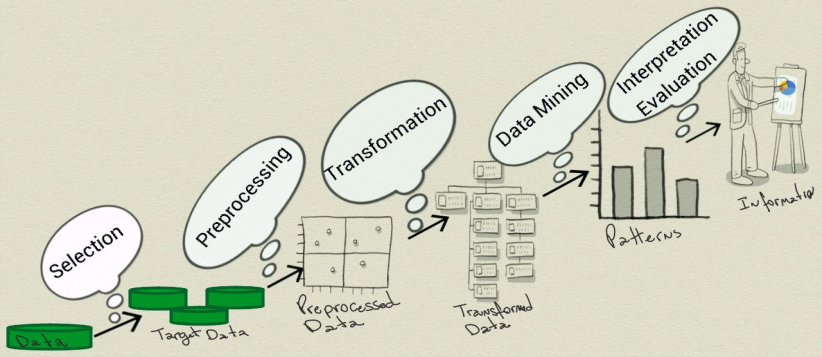 Interpretation
Evaluation
Data Mining
Transformation
Preprocessing
Selection
Data
Target Data
Preprocessed
Data
Transformed
Data
Patterns
Information